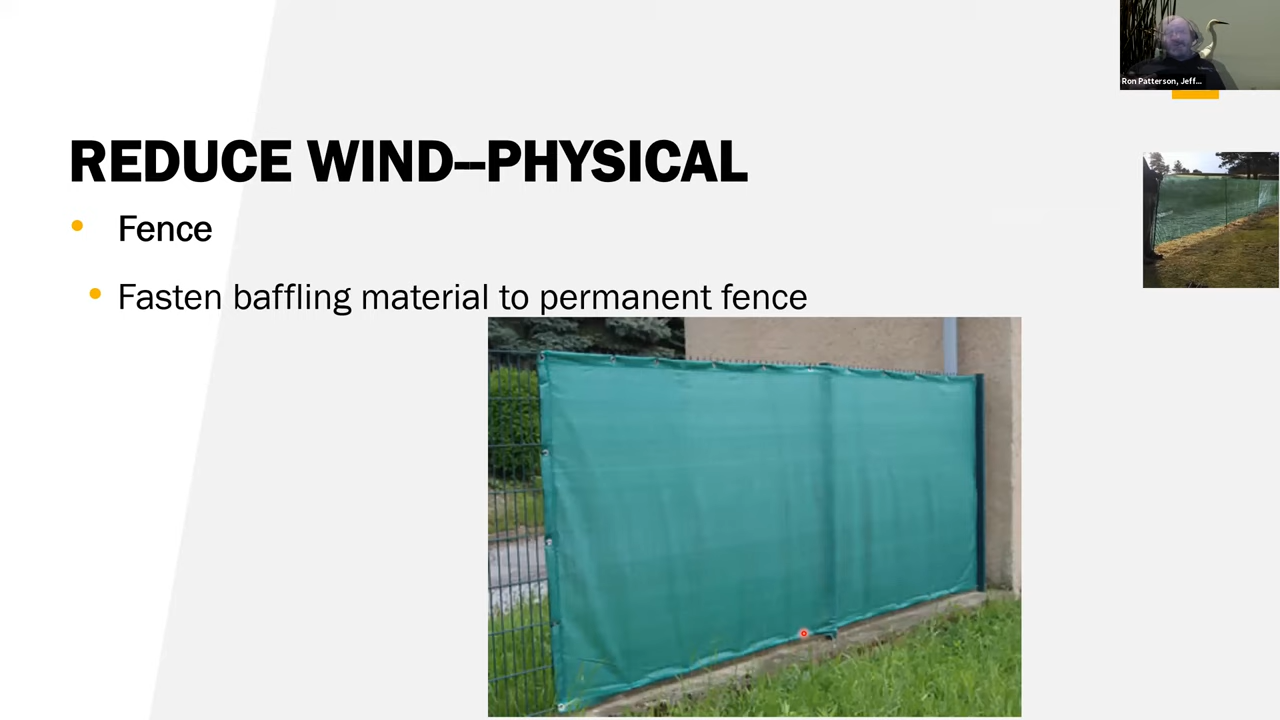 Ron Patterson, Jeff...
REDUCE WIND--PHYSICAL
• Fence
• Fasten baffling material to permanent fence